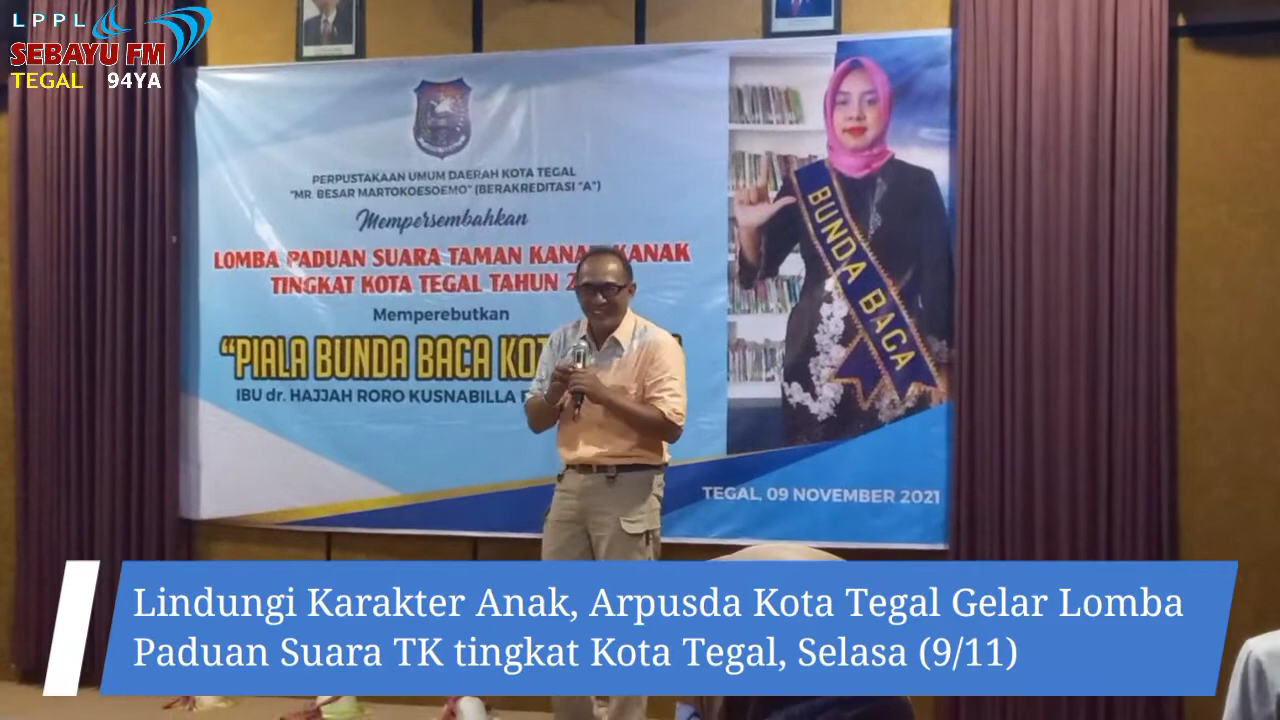 LPPL
SEBAYU FM
TEGAL 94YA
PERPUSTAKAAN UMUM DAERAH KOTA TEGAL
"MR. BESAR MARTOKOESOEMO" (BERAKREDITASI "A")
Mempersembahkan
LOMBA PADUAN SUARA TAMAN KANAK KANAK
TINGKAT KOTA TEGAL TAHUN
Memperebutkan
"PIALA BUNDA BACA
IBU dr. HAJJAH RORO KUSNABILLA
BUNDA BACA
TEGAL, 09 NOVEMBER 2021
Lindungi Karakter Anak, Arpusda Kota Tegal Gelar Lomba
Paduan Suara TK tingkat Kota Tegal, Selasa (9/11)